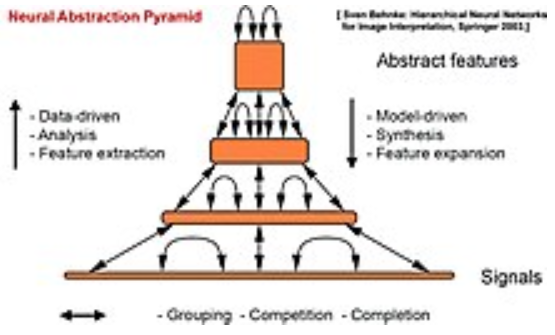 Neural Abstraction Pyramid
[ Sven Behnke: Hierarchical Neural Networks
for Image Interpretation, Springer 2003.]
Abstract features
- Data-driven
- Analysis
- Feature extraction
- Model-driven
- Synthesis
- Feature expansion
Signals
- Grouping - Competition - Completion